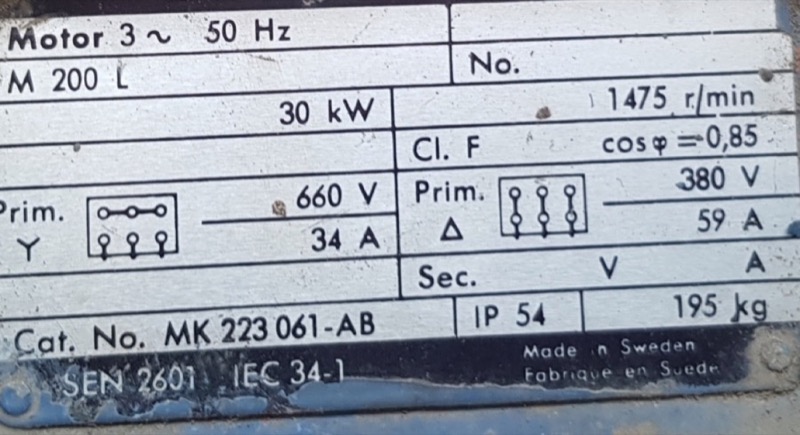 Motor 3 ~ 50 Hz
M 200 L No.
30 kW 1475 r/min
Cl. F cos φ = 0,85
Prim. Y 660 V 34 A
Prim. Δ 380 V 59 A
Sec. V A
Cat. No. MK 223 061-AB IP 54 195 kg
SEN 2601 IEC 34-1
Made in Sweden
Fabrique en Suede